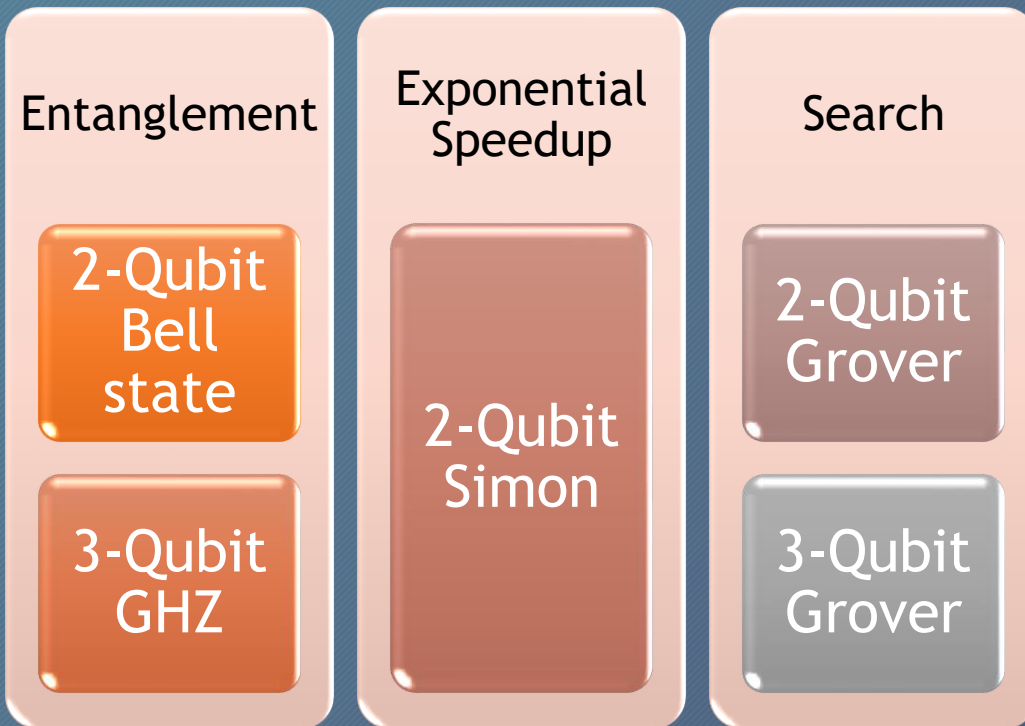 Entanglement
2-Qubit
Bell
state
3-Qubit
GHZ
Exponential
Speedup
2-Qubit
Simon
Search
2-Qubit
Grover
3-Qubit
Grover